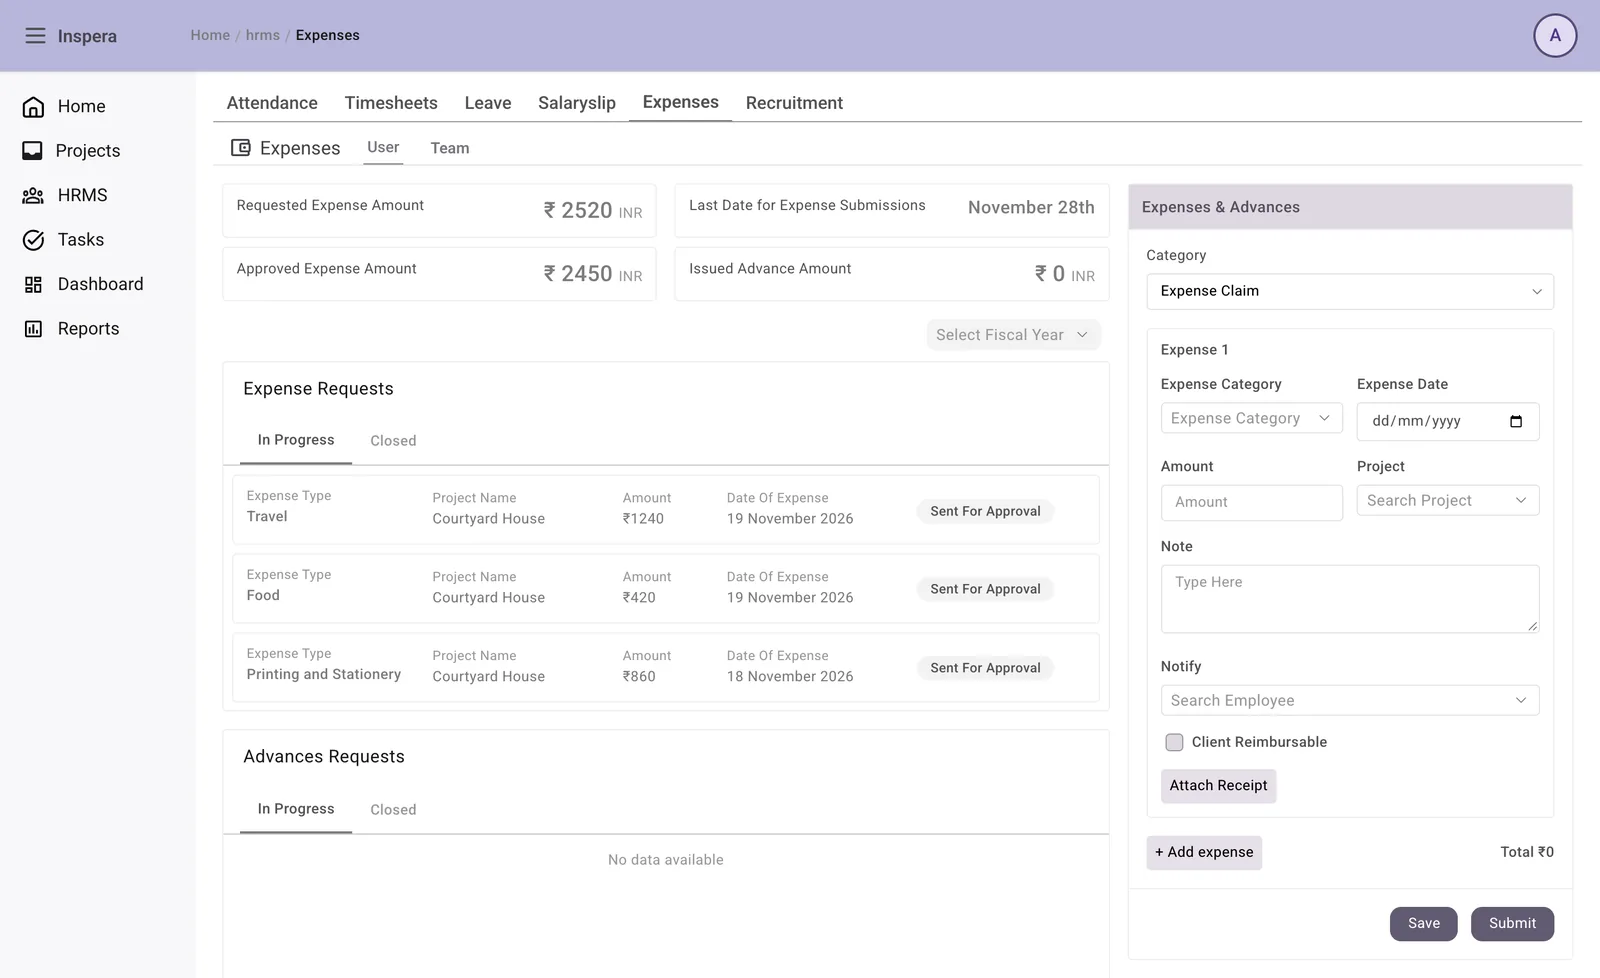 Inspera
Home / hrms / Expenses
A
Home
Projects
HRMS
Tasks
Dashboard
Reports
Attendance Timesheets Leave Salaryslip Expenses Recruitment
Expenses User Team
Requested Expense Amount ₹ 2520 INR
Last Date for Expense Submissions November 28th
Approved Expense Amount ₹ 2450 INR
Issued Advance Amount ₹ 0 INR
Select Fiscal Year
Expense Requests
In Progress Closed
Expense Type Project Name Amount Date Of Expense
Travel Courtyard House ₹1240 19 November 2026 Sent For Approval
Expense Type Project Name Amount Date Of Expense
Food Courtyard House ₹420 19 November 2026 Sent For Approval
Expense Type Project Name Amount Date Of Expense
Printing and Stationery Courtyard House ₹860 18 November 2026 Sent For Approval
Advances Requests
In Progress Closed
No data available
Expenses & Advances
Category
Expense Claim
Expense 1
Expense Category Expense Date
Expense Category dd/mm/yyyy
Amount Project
Amount Search Project
Note
Type Here
Notify
Search Employee
Client Reimbursable
Attach Receipt
+ Add expense Total ₹0
Save Submit